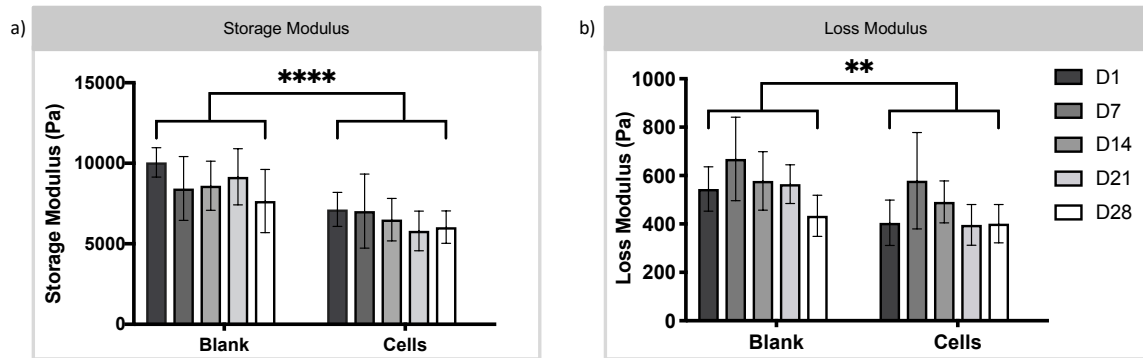 a)
Storage Modulus
Storage Modulus (Pa)
15000
10000
5000
0
****
Blank Cells
b)
Loss Modulus
Loss Modulus (Pa)
1000
800
600
400
200
0
**
Blank Cells
D1
D7
D14
D21
D28